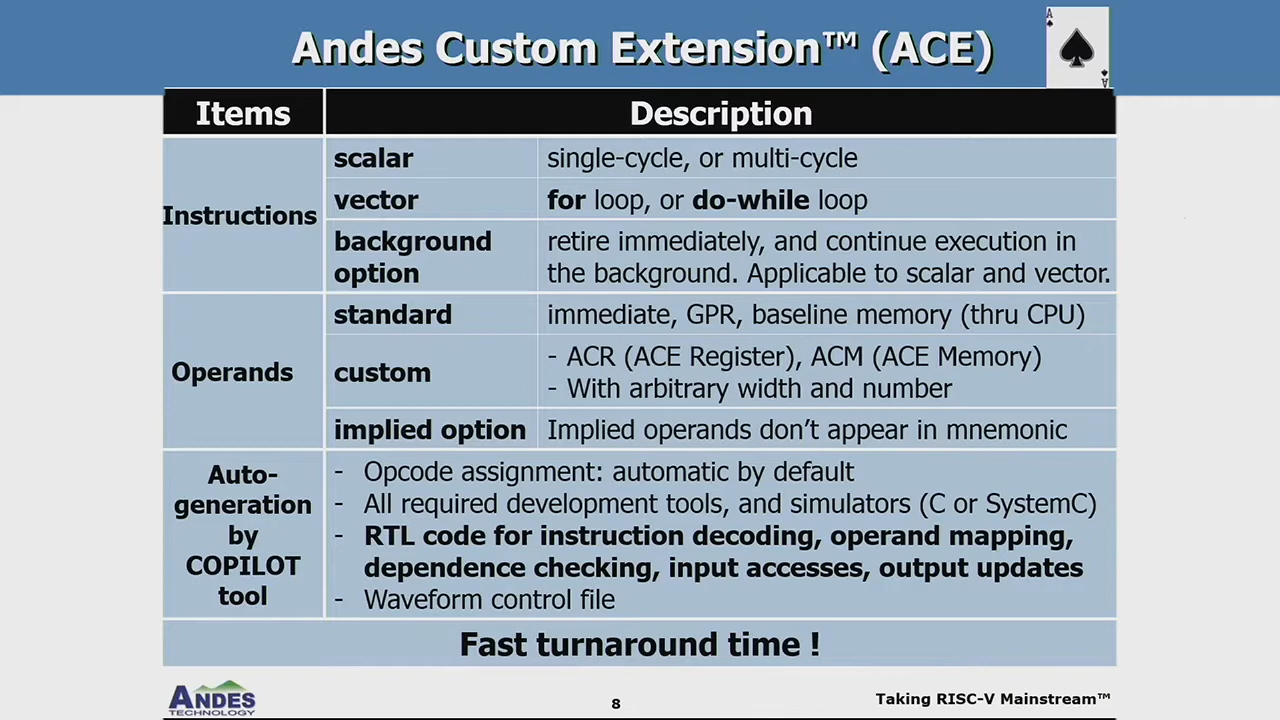 Andes Custom Extension™ (ACE)
A
A
Items
Description
Instructions
scalar
single-cycle, or multi-cycle
vector
for loop, or do-while loop
background
option
retire immediately, and continue execution in
the background. Applicable to scalar and vector.
Operands
standard
immediate, GPR, baseline memory (thru CPU)
custom
- ACR (ACE Register), ACM (ACE Memory)
- With arbitrary width and number
implied option
Implied operands don't appear in mnemonic
Auto-
generation
by
COPILOT
tool
- Opcode assignment: automatic by default
- All required development tools, and simulators (C or SystemC)
- RTL code for instruction decoding, operand mapping,
dependence checking, input accesses, output updates
- Waveform control file
Fast turnaround time !
ANDES
TECHNOLOGY
8
Taking RISC-V Mainstream™